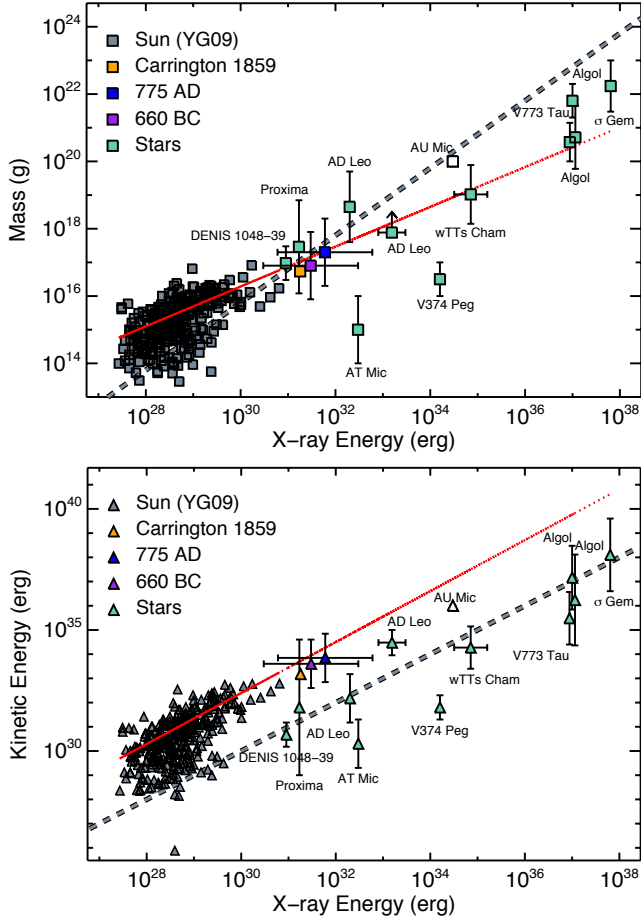 10^24
10^22
10^20
10^18
10^16
10^14
Mass (g)
Sun (YG09)
Carrington 1859
775 AD
660 BC
Stars
Algol
V773 Tau
σ Gem
AU Mic
AD Leo
Proxima
Algol
DENIS 1048–39
AD Leo
wTTs Cham
V374 Peg
AT Mic
10^28 10^30 10^32 10^34 10^36 10^38
X-ray Energy (erg)
10^40
10^35
10^30
Kinetic Energy (erg)
Sun (YG09)
Carrington 1859
775 AD
660 BC
Stars
Algol
Algol
AU Mic
σ Gem
AD Leo
V773 Tau
wTTs Cham
V374 Peg
AD Leo
DENIS 1048–39
Proxima
AT Mic
10^28 10^30 10^32 10^34 10^36 10^38
X-ray Energy (erg)